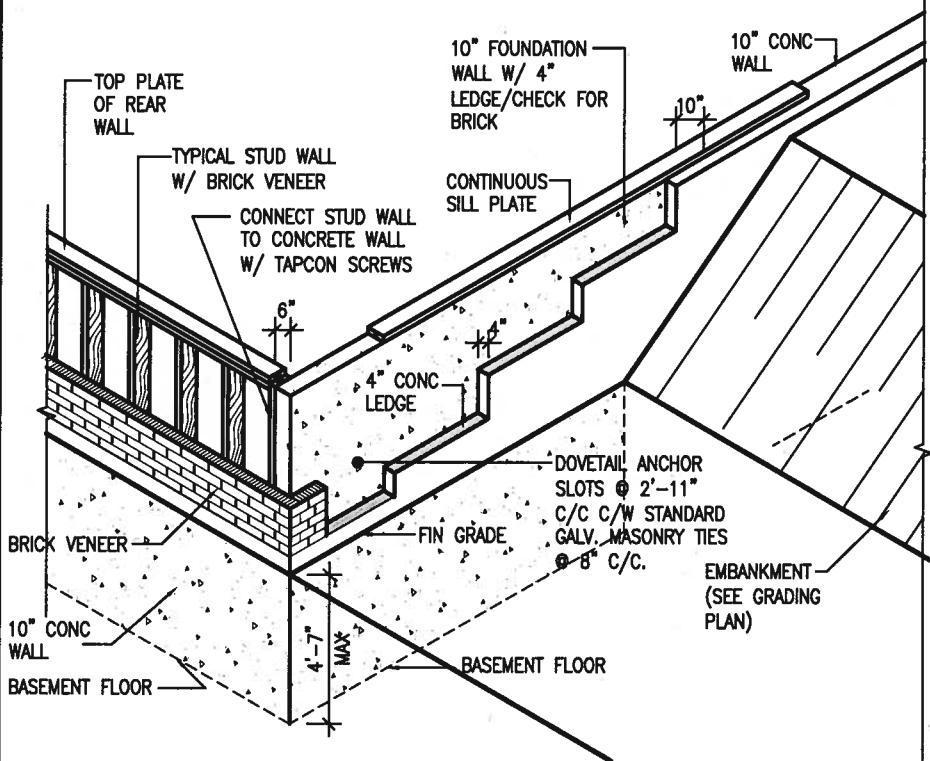 10" FOUNDATION
WALL W/ 4"
LEDGE/CHECK FOR
BRICK
10" CONC
WALL
TOP PLATE
OF REAR
WALL
10"
TYPICAL STUD WALL
W/ BRICK VENEER
CONTINUOUS
SILL PLATE
CONNECT STUD WALL
TO CONCRETE WALL
W/ TAPCON SCREWS
6"
4"
4" CONC
LEDGE
DOVETAIL ANCHOR
SLOTS @ 2'-11"
C/C C/W STANDARD
GALV. MASONRY TIES
@ 8" C/C.
BRICK VENEER
FIN GRADE
EMBANKMENT
(SEE GRADING
PLAN)
10" CONC
WALL
4'-7"
MAX
BASEMENT FLOOR
BASEMENT FLOOR